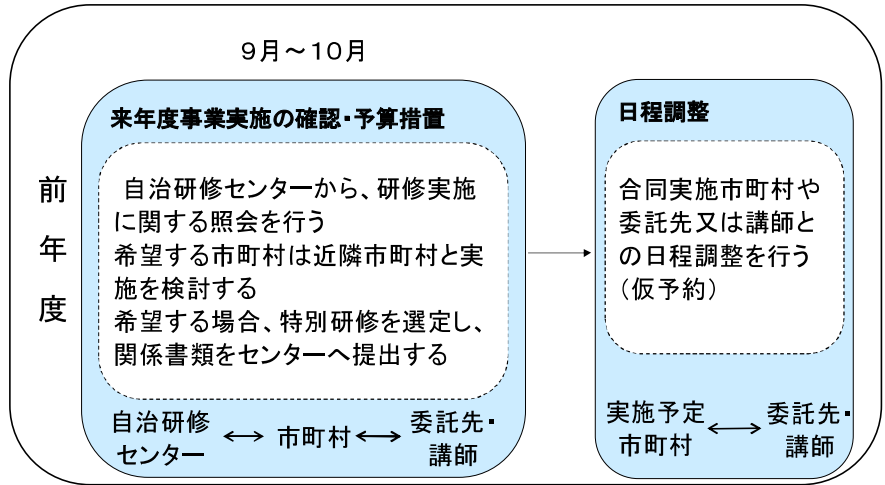 9月～10月
前年度
来年度事業実施の確認・予算措置
自治研修センターから、研修実施
に関する照会を行う
希望する市町村は近隣市町村と実
施を検討する
希望する場合、特別研修を選定し、
関係書類をセンターへ提出する
自治研修
センター
市町村
委託先・
講師
日程調整
合同実施市町村や
委託先又は講師と
の日程調整を行う
（仮予約）
実施予定
市町村
委託先・
講師